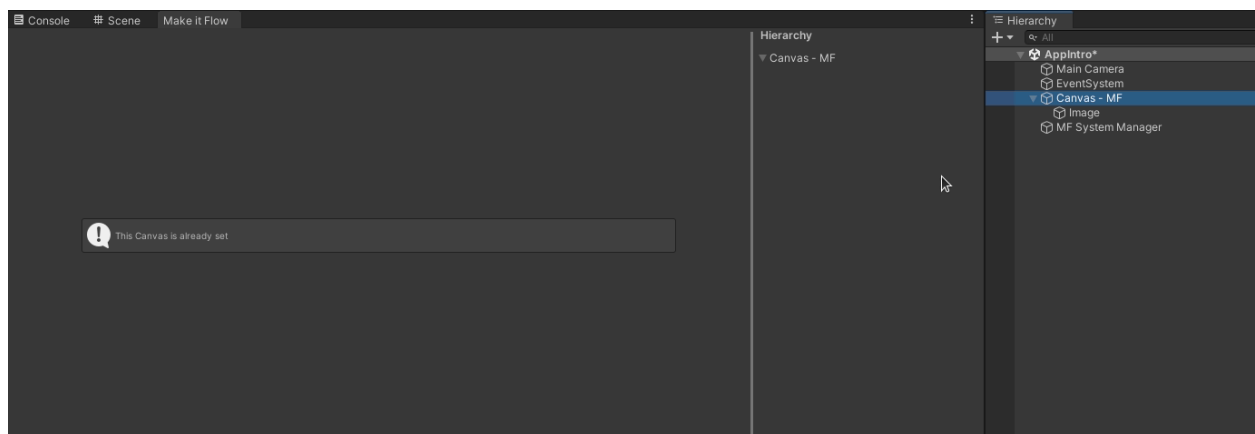 Console
Scene
Make it Flow
Hierarchy
Canvas - MF
This Canvas is already set
Hierarchy
All
AppIntro*
Main Camera
EventSystem
Canvas - MF
Image
MF System Manager